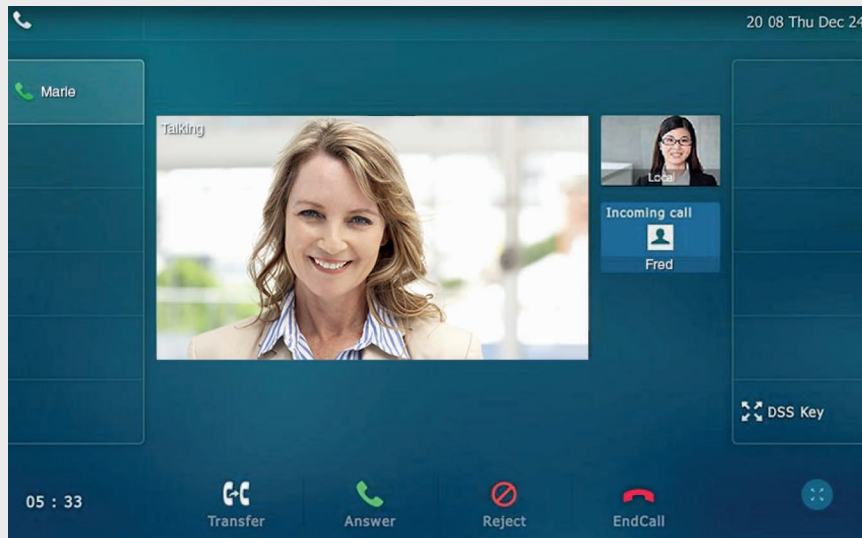 20 08 Thu Dec 24
Marie
Talking
Local
Incoming call
Fred
DSS Key
05 : 33
Transfer
Answer
Reject
EndCall